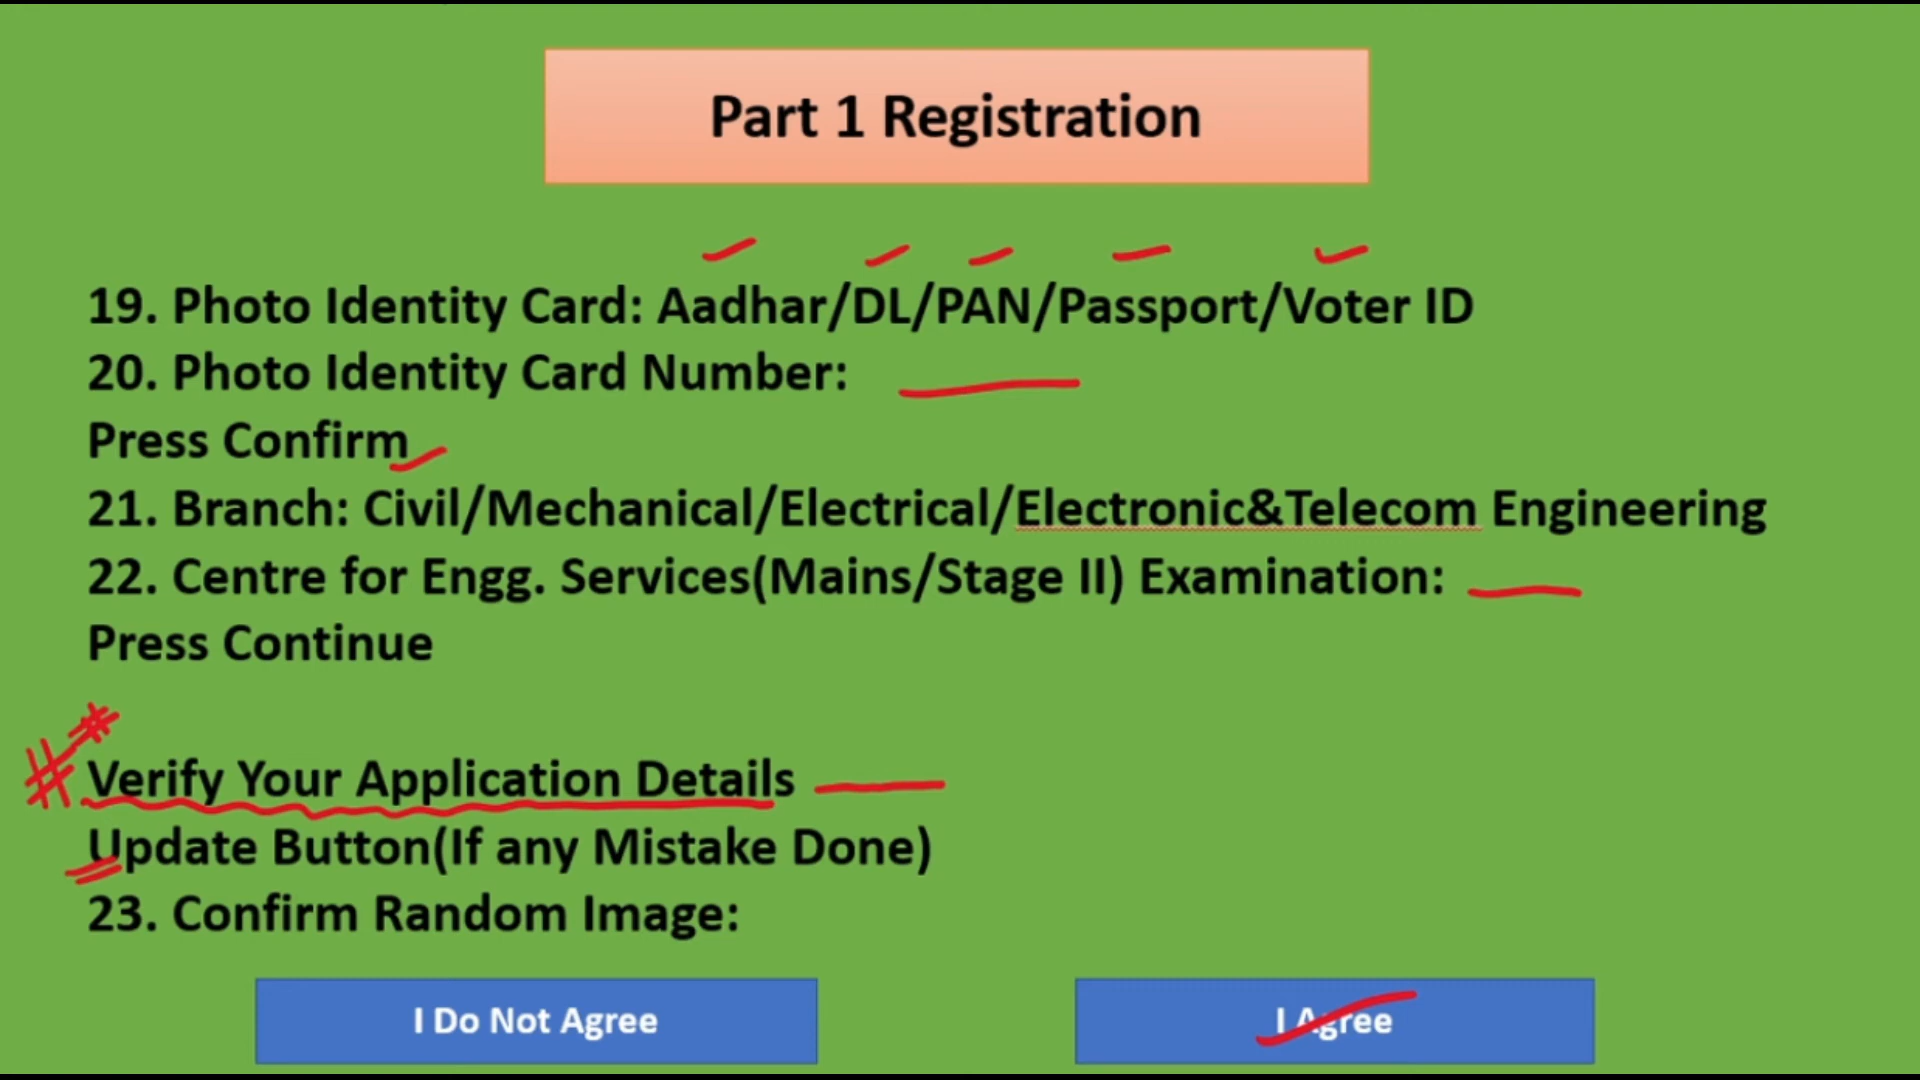 Part 1 Registration
19. Photo Identity Card: Aadhar/DL/PAN/Passport/Voter ID
20. Photo Identity Card Number:
Press Confirm
21. Branch: Civil/Mechanical/Electrical/Electronic&Telecom Engineering
22. Centre for Engg. Services(Mains/Stage II) Examination:
Press Continue
Verify Your Application Details
Update Button(If any Mistake Done)
23. Confirm Random Image:
I Do Not Agree
I Agree